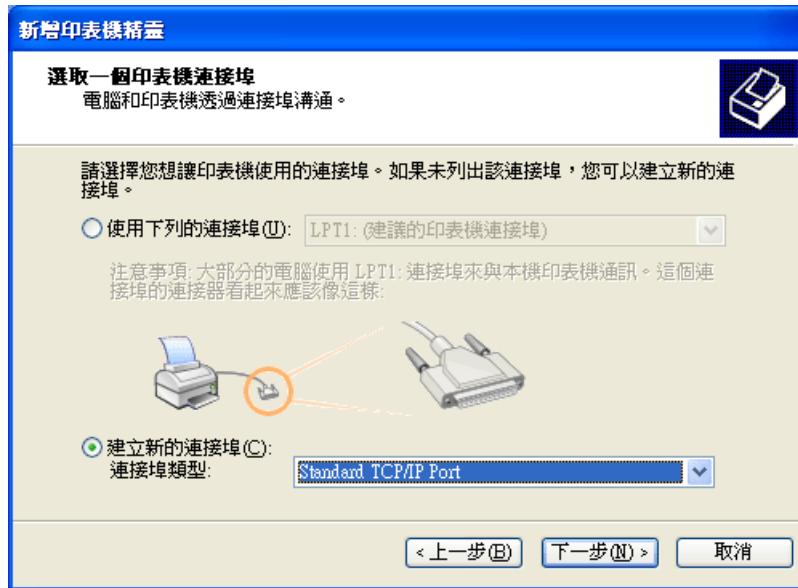 新增印表機精靈
選取一個印表機連接埠
電腦和印表機透過連接埠溝通。
請選擇您想讓印表機使用的連接埠。如果未列出該連接埠，您可以建立新的連
接埠。
使用下列的連接埠(U): LPT1: (建議的印表機連接埠)
注意事項: 大部分的電腦使用 LPT1: 連接埠來與本機印表機通訊。這個連
接埠的連接器看起來應該像這樣:
建立新的連接埠(C):
連接埠類型: Standard TCP/IP Port
< 上一步(B) 下一步(N) > 取消